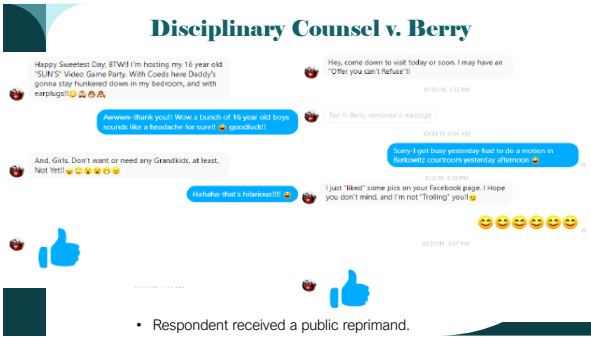 Disciplinary Counsel v. Berry
Happy Sweetest Day, BTW!! I'm hosting my 16 year old
"SUN'S" Video Game Party. With Coeds here Daddy's
gonna stay hunkered down in my bedroom, and with
earplugs!!
Awwww-thank you!! Wow a bunch of 16 year old boys
sounds like a headache for sure!! 😂 goodluck!!
And, Girls. Don't want or need any Grandkids, at least,
Not Yet!!
Hahaha-that's hilarious!!!! 😂
Hey, come down to visit today or soon. I may have an
"Offer you can't Refuse"!!
Ted N Berry removed a message
Sorry-I got busy yesterday-had to do a motion in
Berkowitz courtroom yesterday afternoon 😂
I just "liked" some pics on your Facebook page. I Hope
you don't mind, and I'm not "Trolling" you!!😉
😊😊😊😊😊😊
• Respondent received a public reprimand.